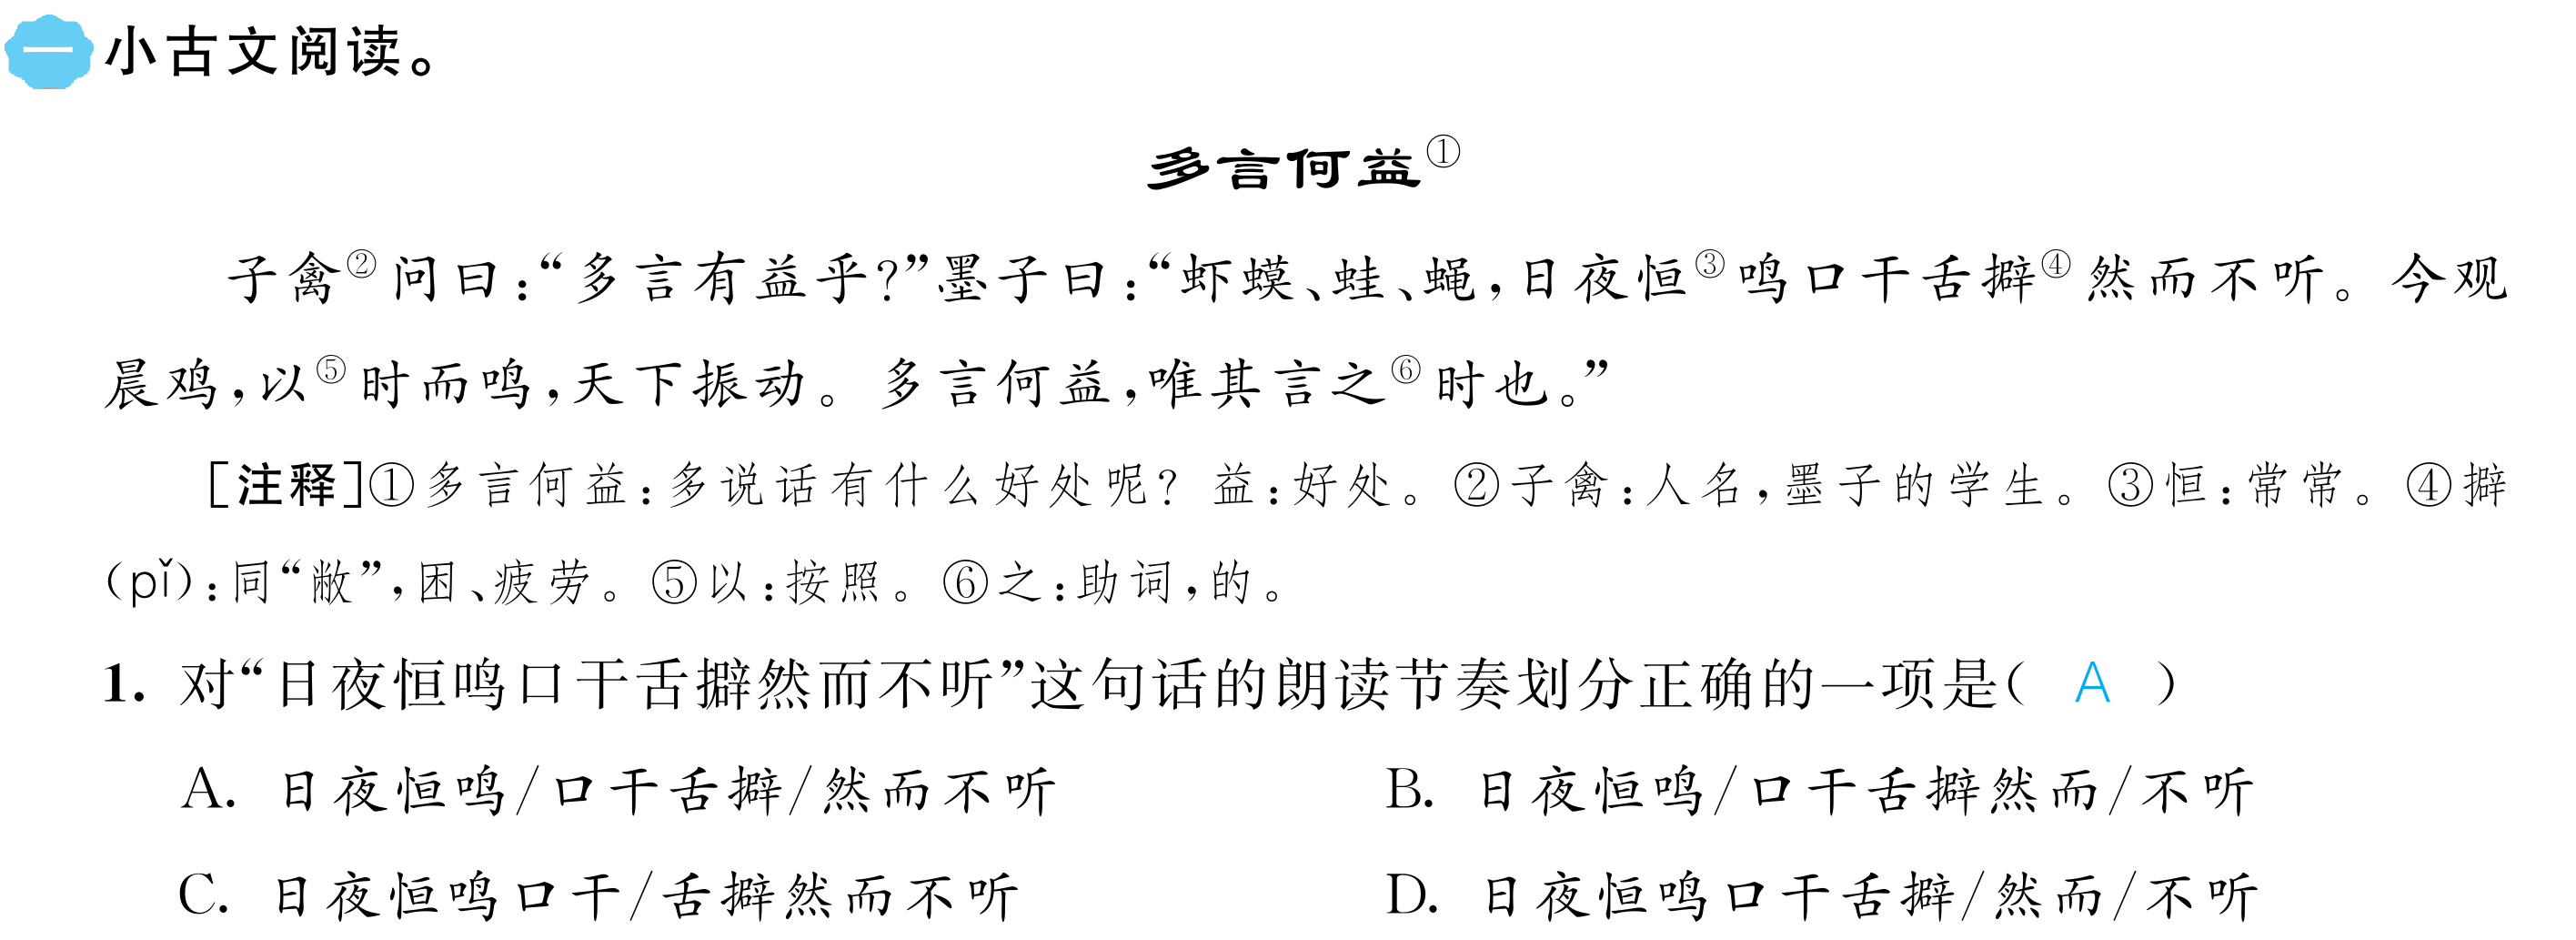 一 小古文阅读。
多言何益①
子禽②问曰:“多言有益乎?”墨子曰:“虾蟆、蛙、蝇,日夜恒③鸣口干舌擗④然而不听。今观
晨鸡,以⑤时而鸣,天下振动。多言何益,唯其言之⑥时也。”
[注释]①多言何益:多说话有什么好处呢?益:好处。②子禽:人名,墨子的学生。③恒:常常。④擗
(pǐ):同“敝”,困、疲劳。⑤以:按照。⑥之:助词,的。
1. 对“日夜恒鸣口干舌擗然而不听”这句话的朗读节奏划分正确的一项是( A )
A. 日夜恒鸣/口干舌擗/然而不听 B. 日夜恒鸣/口干舌擗然而/不听
C. 日夜恒鸣口干/舌擗然而不听 D. 日夜恒鸣口干舌擗/然而/不听